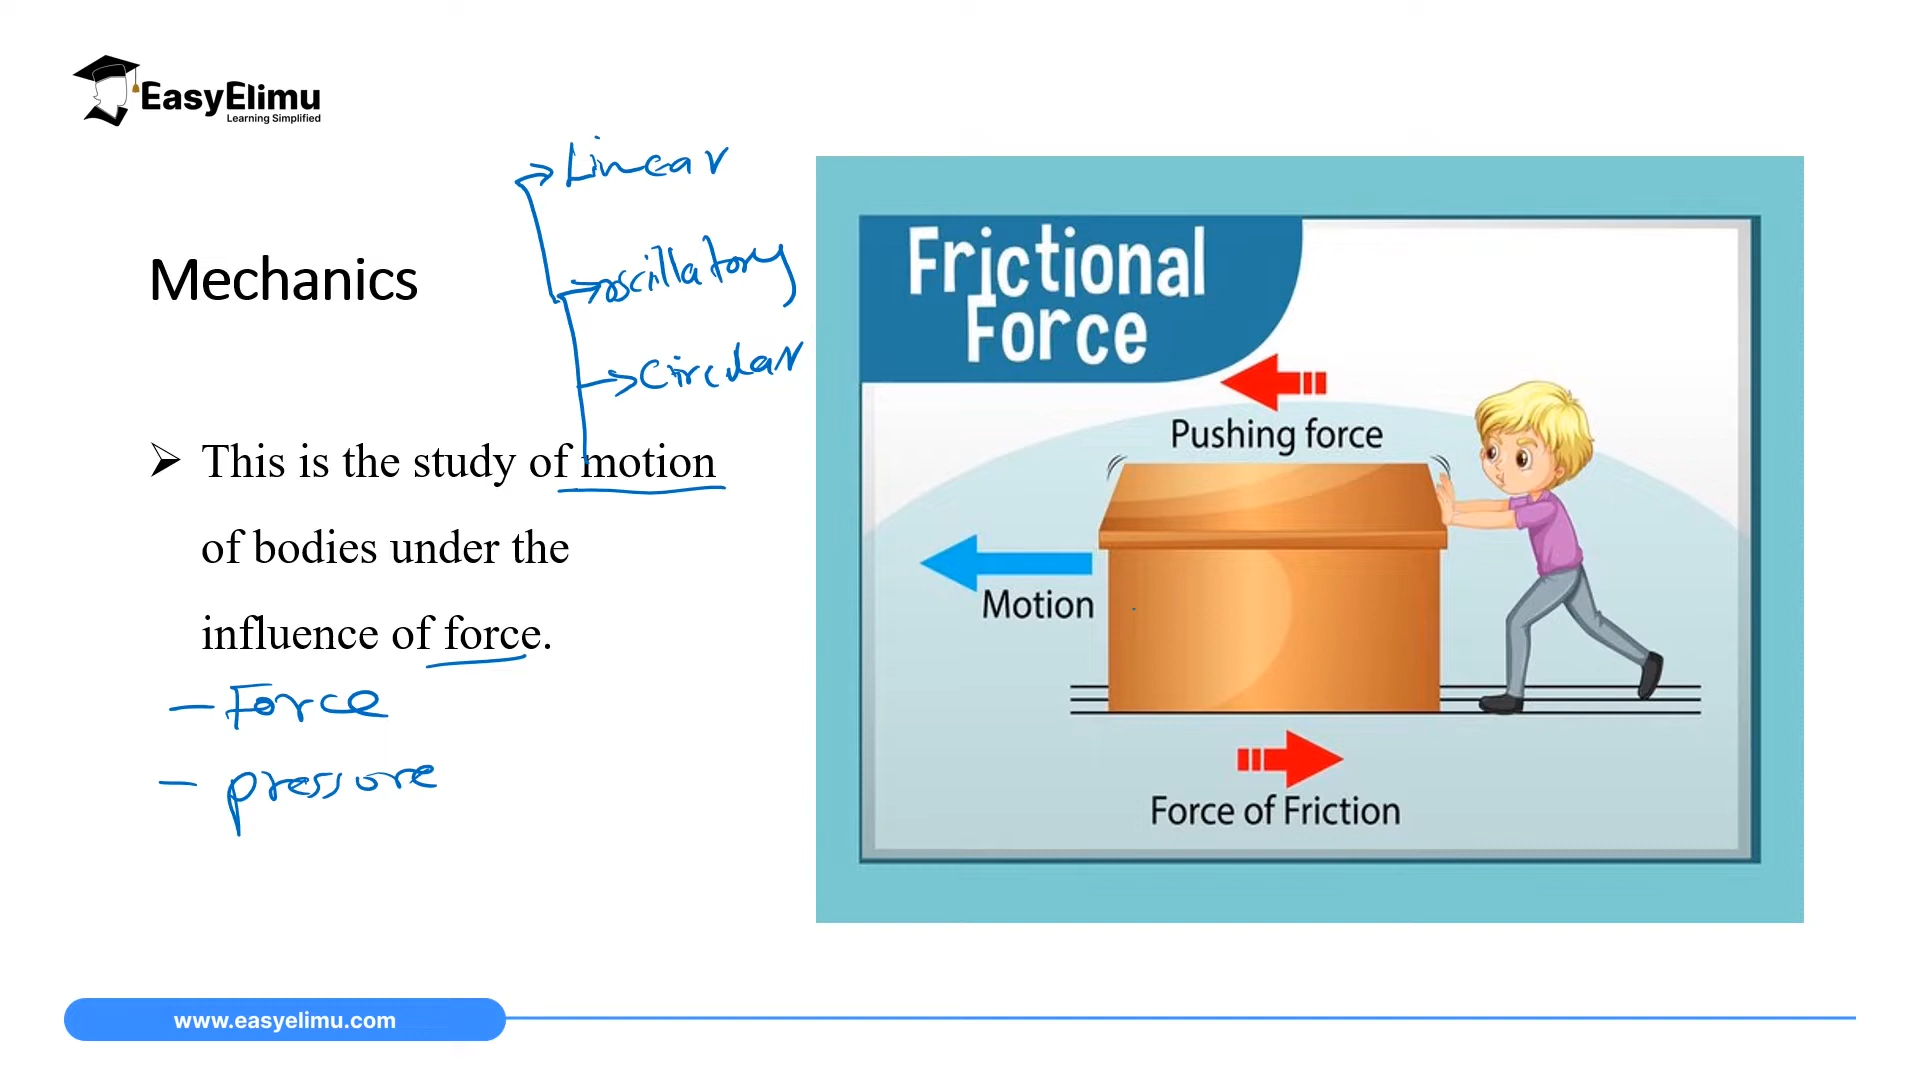 EasyElimu
Learning Simplified
Linear
oscillatory
Circular
Mechanics
➤ This is the study of motion
of bodies under the
influence of force.
- Force
- pressure
Frictional
Force
Pushing force
Motion
Force of Friction
www.easyelimu.com